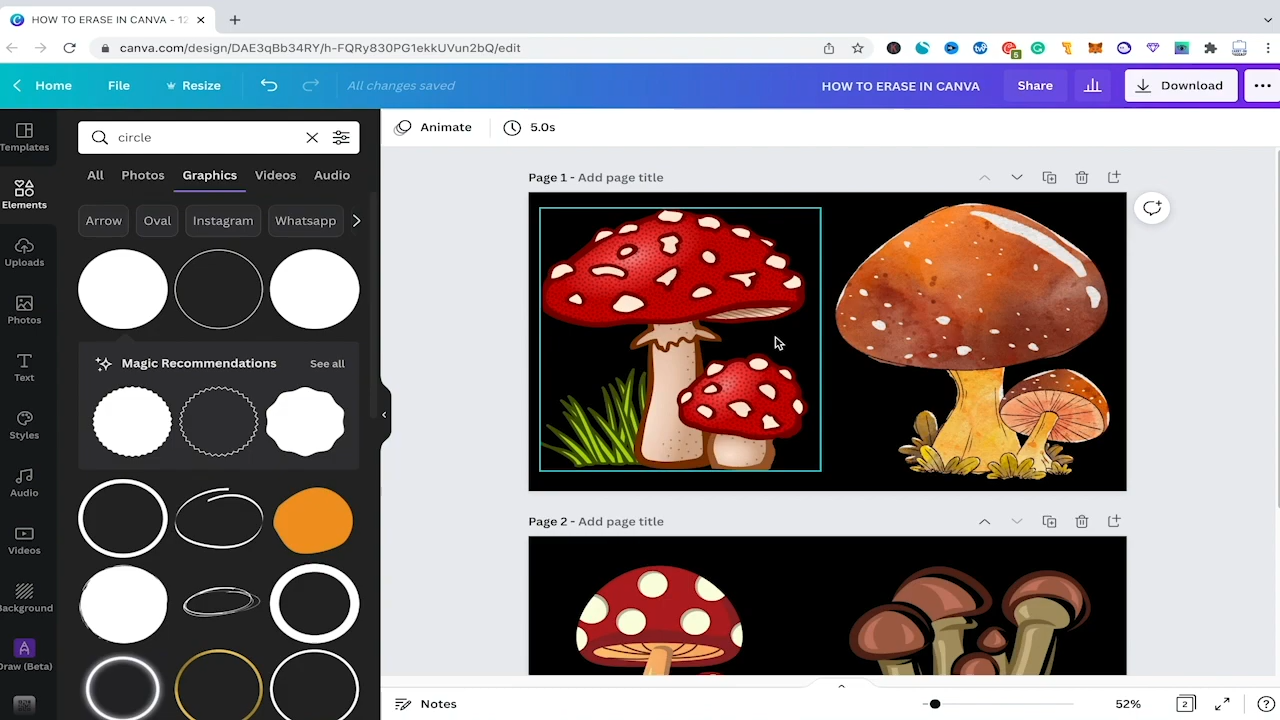 HOW TO ERASE IN CANVA - 12
canva.com/design/DAE3qBb34RY/h-FQRy830PG1ekkUVun2bQ/edit
Home
File
Resize
All changes saved
HOW TO ERASE IN CANVA
Share
Download
Templates
Elements
Uploads
Photos
Text
Styles
Audio
Videos
Background
Draw (Beta)
circle
All
Photos
Graphics
Videos
Audio
Arrow
Oval
Instagram
Whatsapp
Magic Recommendations
See all
Animate
5.0s
Page 1 - Add page title
Page 2 - Add page title
Notes
52%
2